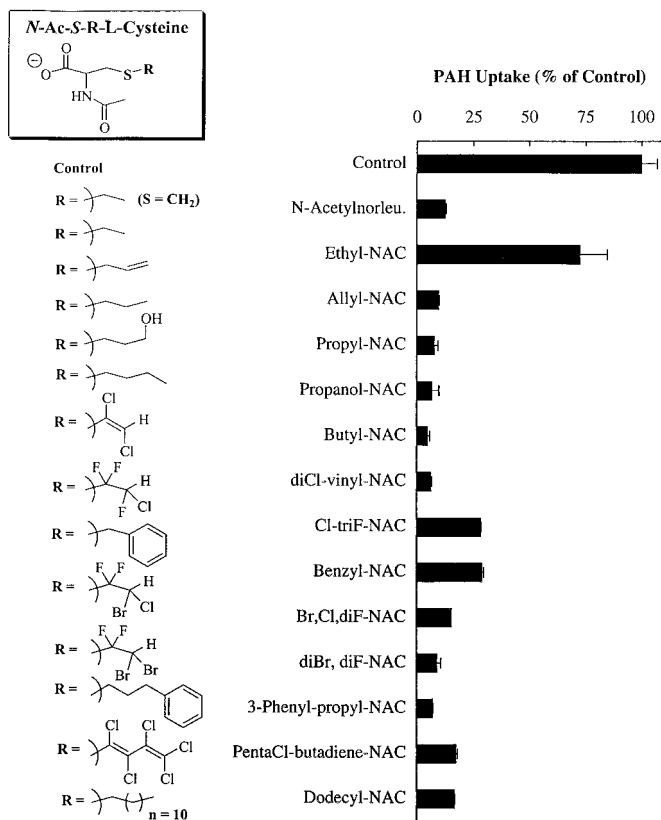 N-Ac-S-R-L-Cysteine
⊖
O
S
R
HN
O
O
PAH Uptake (% of Control)
0 25 50 75 100
Control
Control
R = (S = CH₂)
N-Acetylnorleu.
R =
Ethyl-NAC
R =
Allyl-NAC
R =
Propyl-NAC
OH
R =
Propanol-NAC
R =
Butyl-NAC
Cl
H
R =
Cl
diCl-vinyl-NAC
F F
H
R =
F Cl
Cl-triF-NAC
R =
Benzyl-NAC
F F
H
R =
Br Cl
Br,Cl,diF-NAC
F F
H
R =
Br Br
diBr, diF-NAC
R =
3-Phenyl-propyl-NAC
Cl Cl
R =
Cl
Cl Cl
PentaCl-butadiene-NAC
R =
n = 10
Dodecyl-NAC